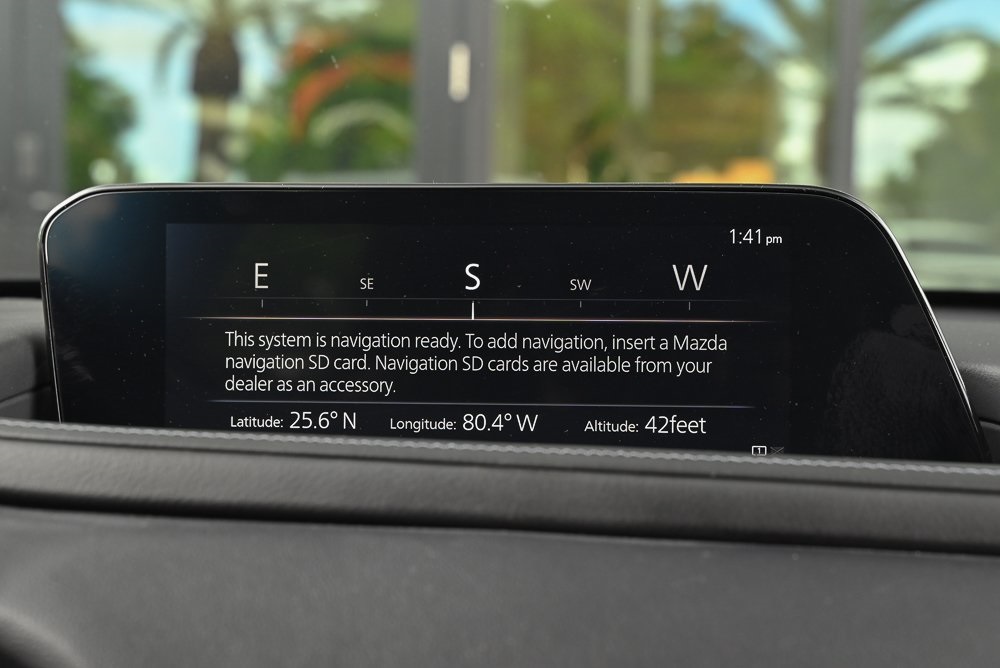 1:41 pm
E SE S SW W
This system is navigation ready. To add navigation, insert a Mazda
navigation SD card. Navigation SD cards are available from your
dealer as an accessory.
Latitude: 25.6° N Longitude: 80.4° W Altitude: 42feet
1